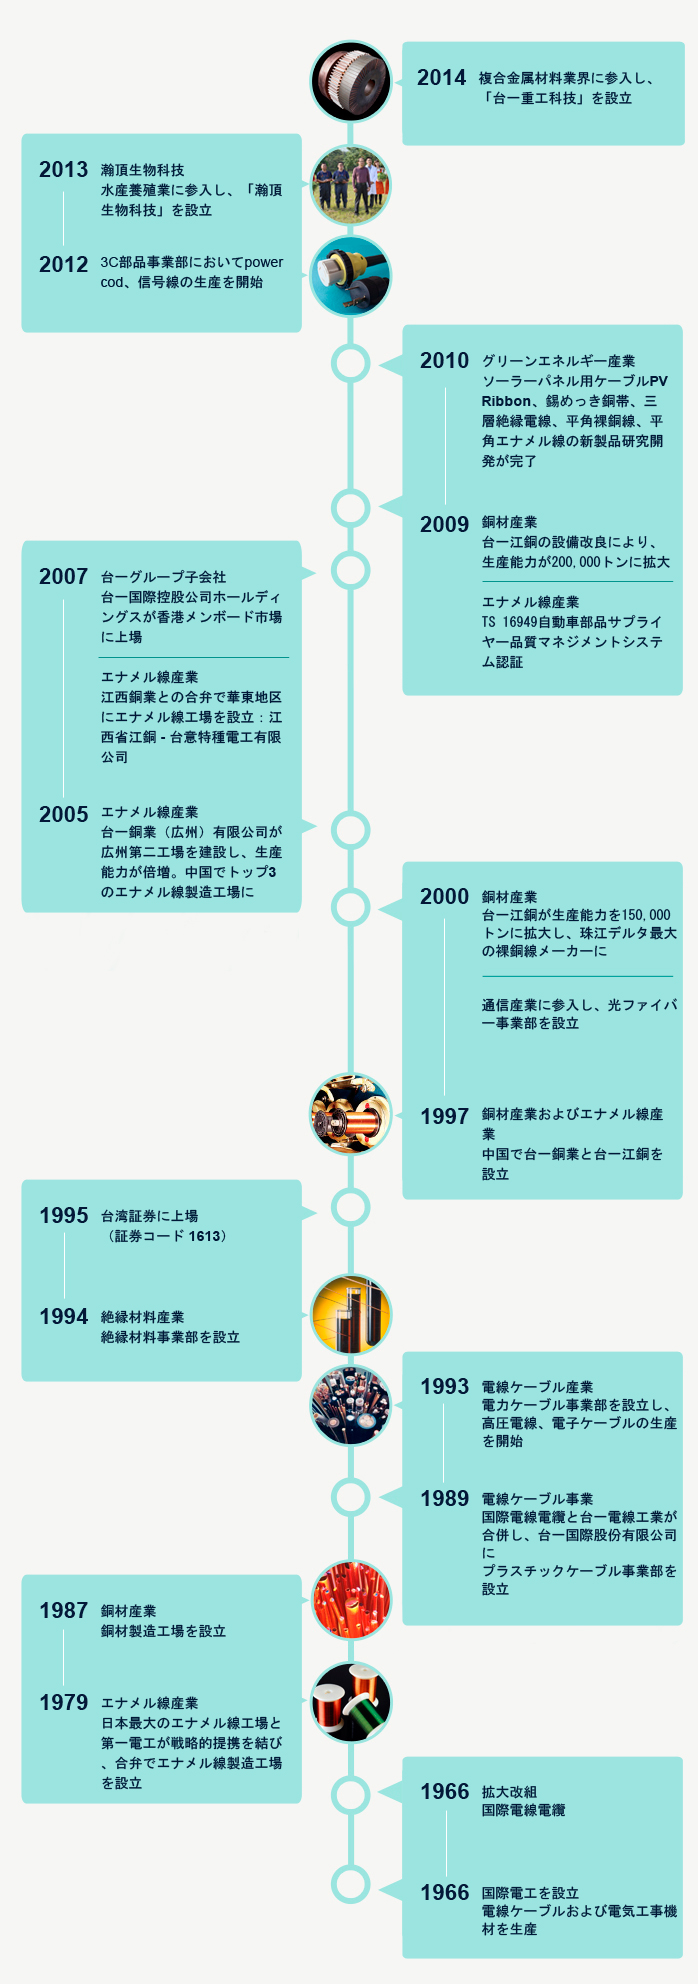 2014 複合金属材料業界に参入し、
「台一重工科技」を設立
2013 瀚頂生物科技
水産養殖業に参入し、「瀚頂
生物科技」を設立
2012 3C部品事業部においてpower
cod、信号線の生産を開始
2010 グリーンエネルギー産業
ソーラーパネル用ケーブルPV
Ribbon、錫めっき銅帯、三
層絶縁電線、平角裸銅線、平
角エナメル線の新製品研究開
発が完了
2009 銅材産業
台一江銅の設備改良により、
生産能力が200,000トンに拡大
エナメル線産業
TS 16949自動車部品サプライ
ヤー品質マネジメントシステ
ム認証
2007 台一グループ子会社
台一国際控股公司ホールディ
ングスが香港メンボード市場
に上場
エナメル線産業
江西銅業との合弁で華東地区
にエナメル線工場を設立：江
西省江銅 - 台意特種電工有限
公司
2005 エナメル線産業
台一銅業（広州）有限公司が
広州第二工場を建設し、生産
能力が倍増。中国でトップ3
のエナメル線製造工場に
2000 銅材産業
台一江銅が生産能力を150,000
トンに拡大し、珠江デルタ最大
の裸銅線メーカーに
通信産業に参入し、光ファイバ
ー事業部を設立
1997 銅材産業およびエナメル線産
業
中国で台一銅業と台一江銅を
設立
1995 台湾証券に上場
（証券コード 1613）
1994 絶縁材料産業
絶縁材料事業部を設立
1993 電線ケーブル産業
電力ケーブル事業部を設立し、
高圧電線、電子ケーブルの生産
を開始
1989 電線ケーブル事業
国際電線電纜と台一電線工業が
合併し、台一国際股份有限公司
に
プラスチックケーブル事業部を
設立
1987 銅材産業
銅材製造工場を設立
1979 エナメル線産業
日本最大のエナメル線工場と
第一電工が戦略的提携を結び
、合弁でエナメル線製造工場
を設立
1966 拡大改組
国際電線電纜
1966 国際電工を設立
電線ケーブルおよび電気工事機
材を生産